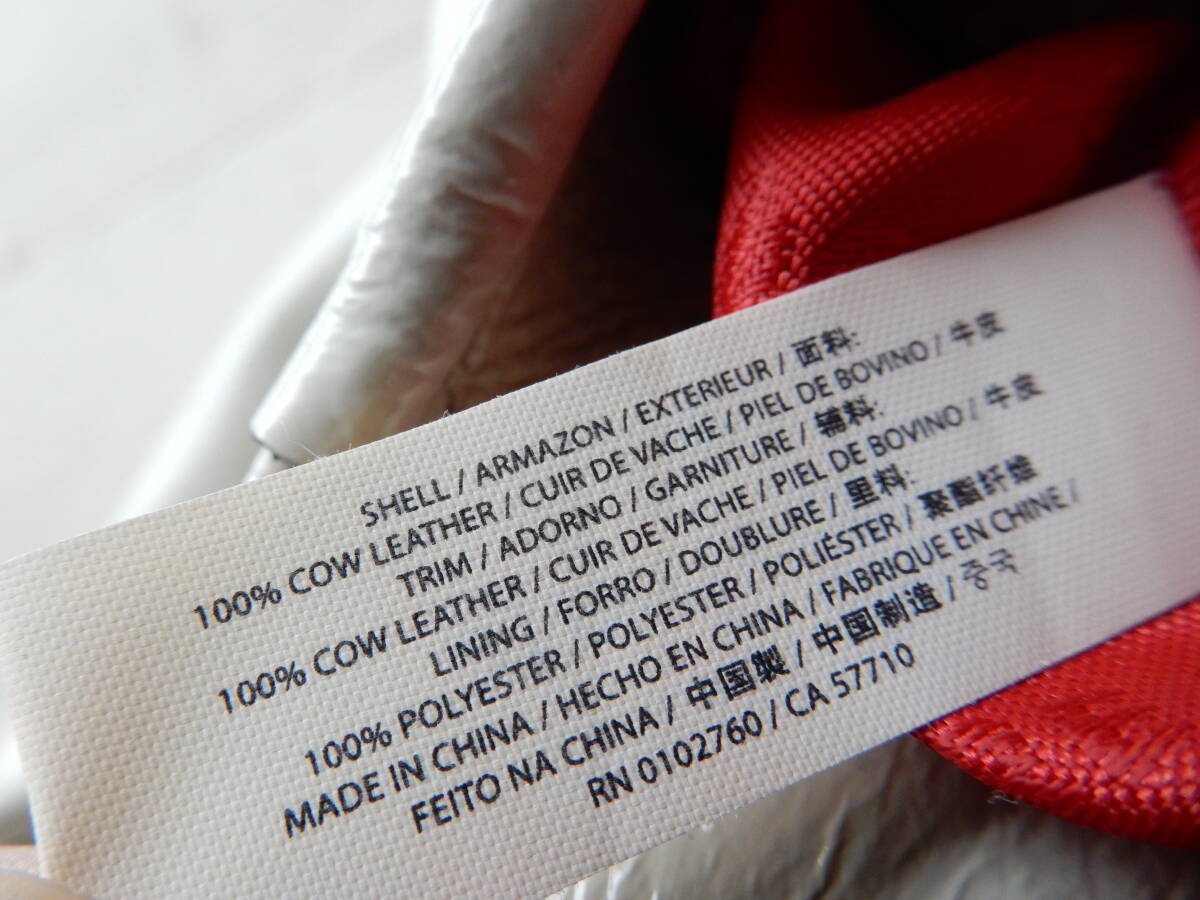 SHELL / ARMAZON / EXTERIEUR / 面料:
100% COW LEATHER / CUIR DE VACHE / PIEL DE BOVINO / 牛皮
TRIM / ADORNO / GARNITURE / 辅料:
100% COW LEATHER / CUIR DE VACHE / PIEL DE BOVINO / 牛皮
LINING / FORRO / DOUBLURE / 里料:
100% POLYESTER / POLYESTER / POLIÉSTER / 聚酯纤维
MADE IN CHINA / HECHO EN CHINA / FABRIQUE EN CHINE /
FEITO NA CHINA / 中国製 / 中国制造 / 중국
RN 0102760 / CA 57710